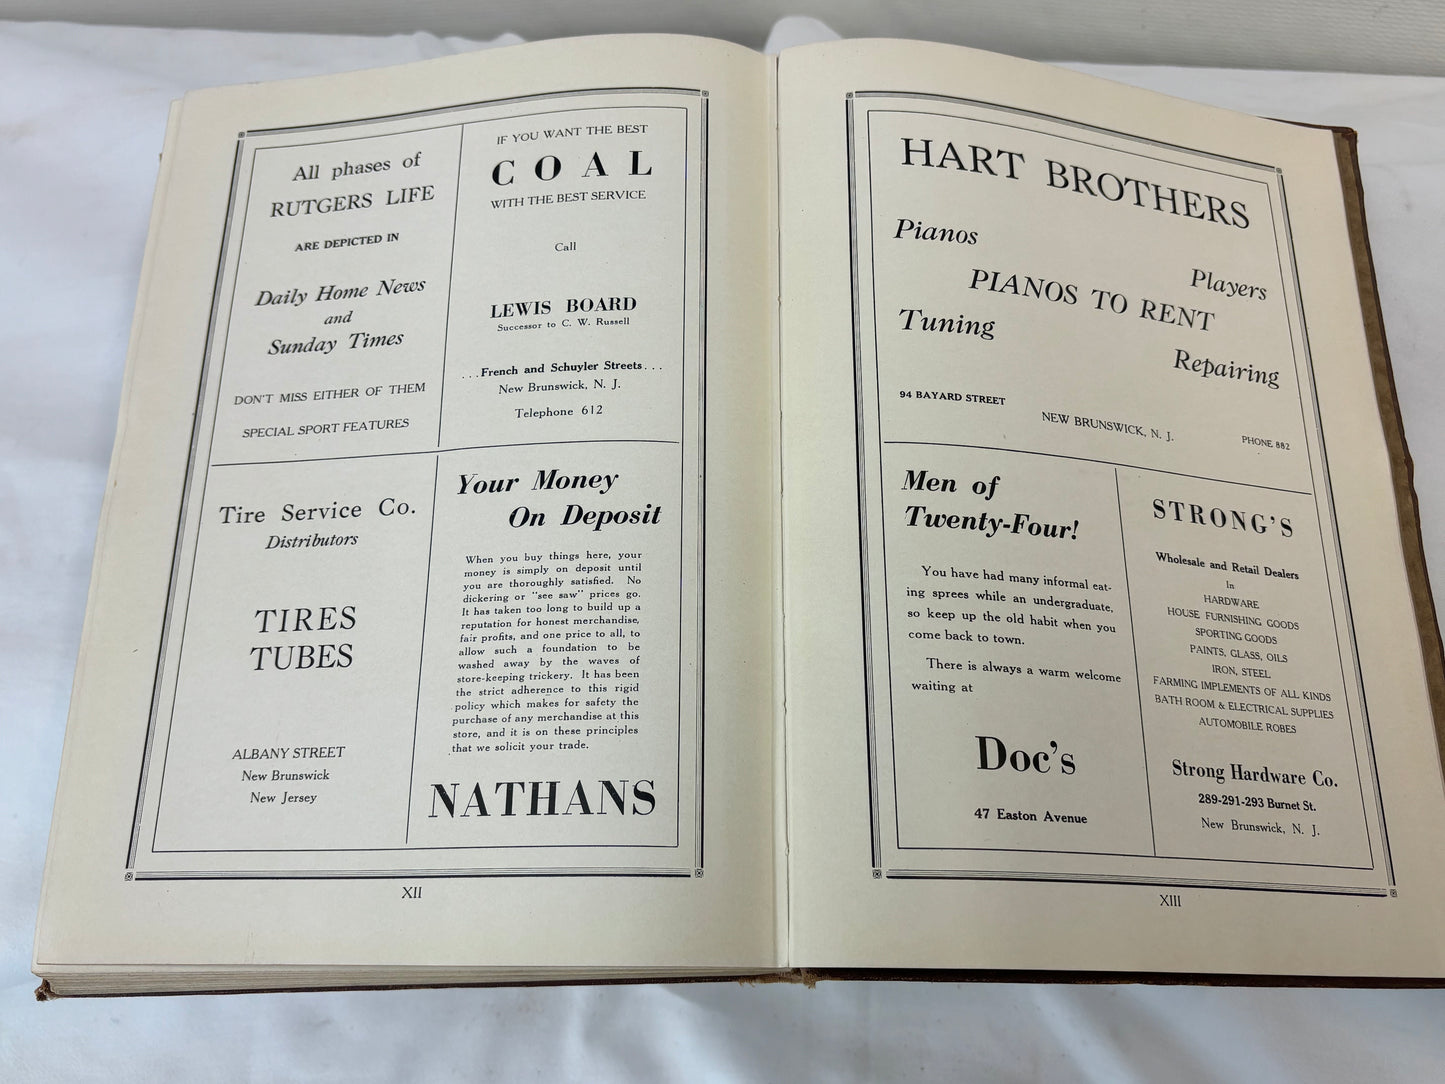 All phases of
RUTGERS LIFE
ARE DEPICTED IN
Daily Home News
and
Sunday Times
DON'T MISS EITHER OF THEM
SPECIAL SPORT FEATURES
IF YOU WANT THE BEST
COAL
WITH THE BEST SERVICE
Call
LEWIS BOARD
Successor to C. W. Russell
...French and Schuyler Streets...
New Brunswick, N. J.
Telephone 612
Tire Service Co.
Distributors
TIRES
TUBES
ALBANY STREET
New Brunswick
New Jersey
Your Money
On Deposit
When you buy things here, your
money is simply on deposit until
you are thoroughly satisfied. No
dickering or "see saw" prices go.
It has taken too long to build up a
reputation for honest merchandise,
fair profits, and one price to all, to
allow such a foundation to be
washed away by the waves of
store-keeping trickery. It has been
the strict adherence to this rigid
policy which makes for safety the
purchase of any merchandise at this
store, and it is on these principles
that we solicit your trade.
NATHANS
XII
HART BROTHERS
Pianos
Players
PIANOS TO RENT
Tuning
Repairing
94 BAYARD STREET
NEW BRUNSWICK, N. J.
PHONE 882
Men of
Twenty-Four!
You have had many informal eat-
ing sprees while an undergraduate,
so keep up the old habit when you
come back to town.
There is always a warm welcome
waiting at
Doc's
47 Easton Avenue
STRONG'S
Wholesale and Retail Dealers
In
HARDWARE
HOUSE FURNISHING GOODS
SPORTING GOODS
PAINTS, GLASS, OILS
IRON, STEEL
FARMING IMPLEMENTS OF ALL KINDS
BATH ROOM & ELECTRICAL SUPPLIES
AUTOMOBILE ROBES
Strong Hardware Co.
289-291-293 Burnet St.
New Brunswick, N. J.
XIII